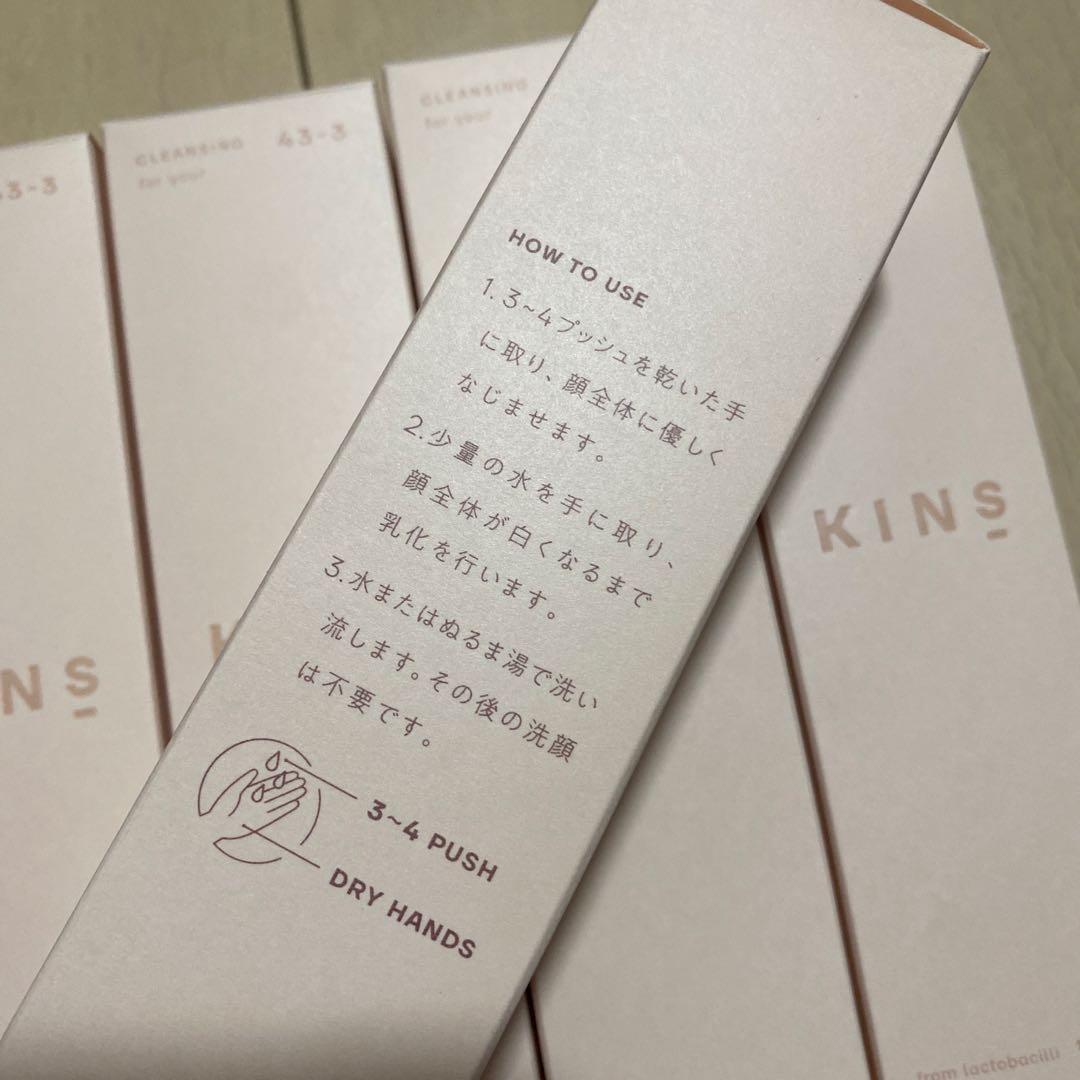 43-3
CLEANSING 43-3
for you!
CLEANSING
for you!
HOW TO USE
1. 3~4プッシュを乾いた手
に取り、顔全体に優しく
なじませます。
2. 少量の水を手に取り、
顔全体が白くなるまで
乳化を行います。
3. 水またはぬるま湯で洗い
流します。その後の洗顔
は不要です。
3~4 PUSH
DRY HANDS
KINS
NS
from lactobacilli